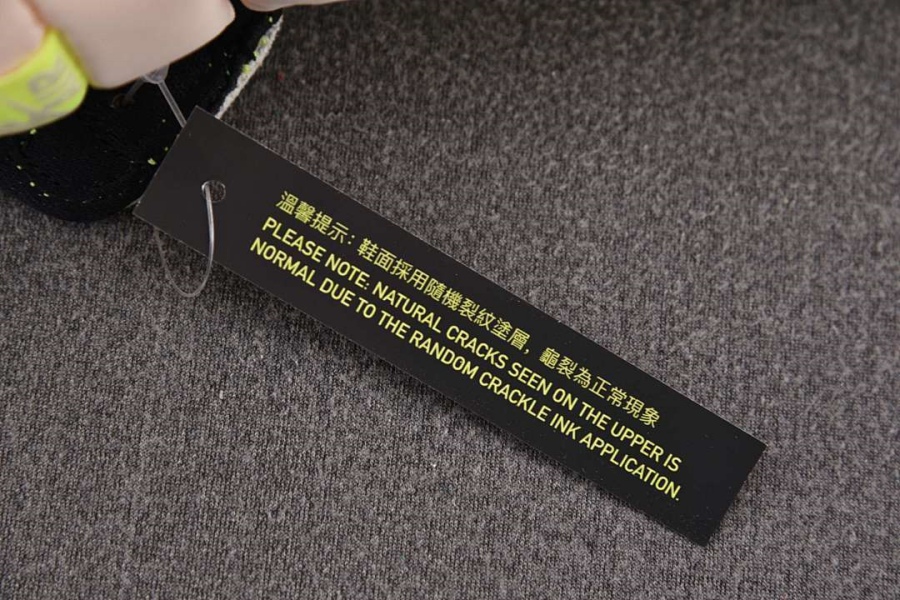 溫馨提示：鞋面採用隨機裂紋塗層，龜裂為正常現象
PLEASE NOTE: NATURAL CRACKS SEEN ON THE UPPER IS
NORMAL DUE TO THE RANDOM CRACKLE INK APPLICATION.